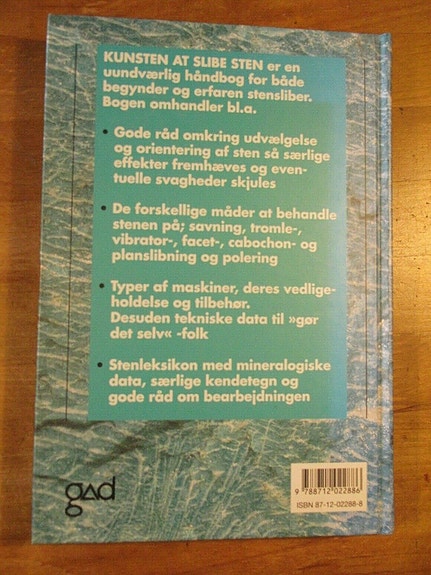 KUNSTEN AT SLIBE STEN er en
uundværlig håndbog for både
begynder og erfaren stensliber.
Bogen omhandler bl.a.
• Gode råd omkring udvælgelse
og orientering af sten så særlige
effekter fremhæves og even-
tuelle svagheder skjules
• De forskellige måder at behandle
stenen på; savning, tromle-,
vibrator-, facet-, cabochon- og
planslibning og polering
• Typer af maskiner, deres vedlige-
holdelse og tilbehør.
Desuden tekniske data til »gør
det selv« -folk
• Stenleksikon med mineralogiske
data, særlige kendetegn og
gode råd om bearbejdningen
gad
9 788712 022886
ISBN 87-12-02288-8